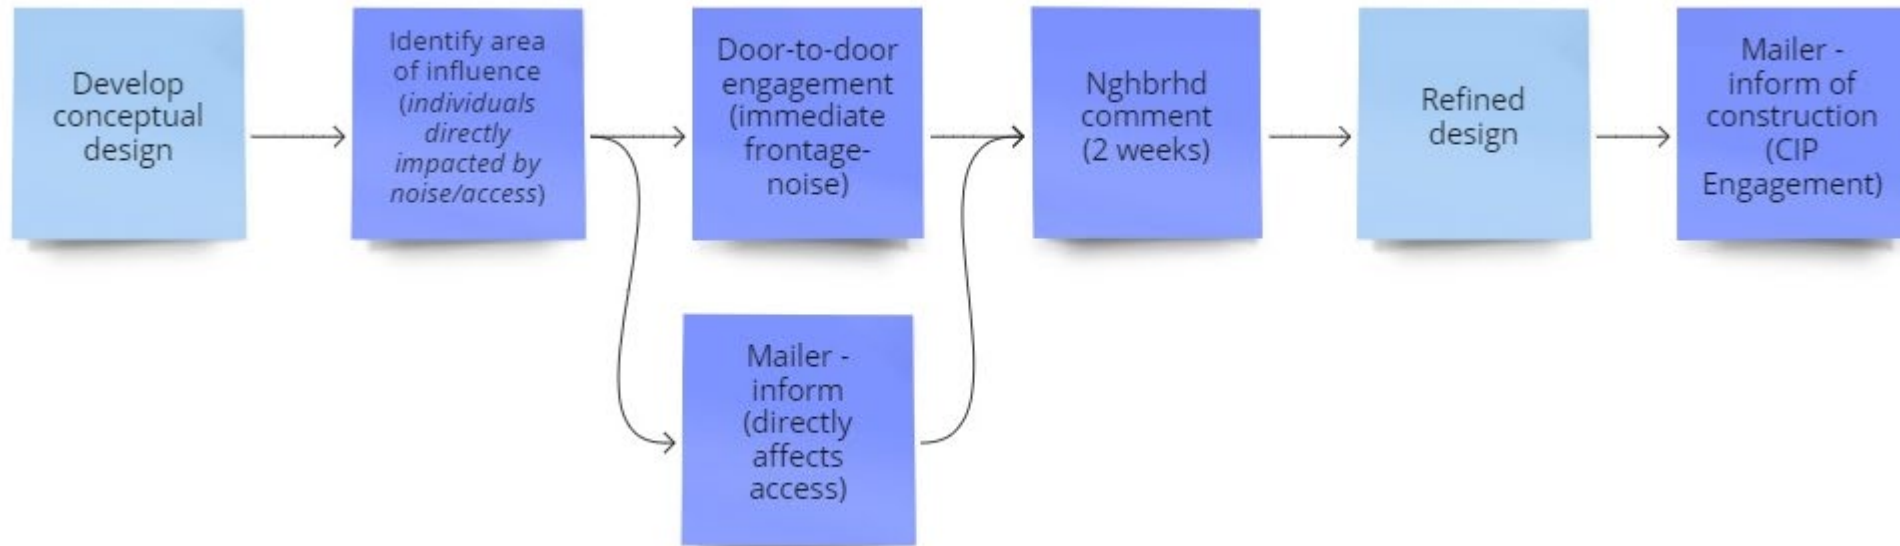 Develop
conceptual
design
Identify area
of influence
(individuals
directly
impacted by
noise/access)
Door-to-door
engagement
(immediate
frontage-
noise)
Nghbrhd
comment
(2 weeks)
Refined
design
Mailer -
inform of
construction
(CIP
Engagement)
Mailer -
inform
(directly
affects
access)